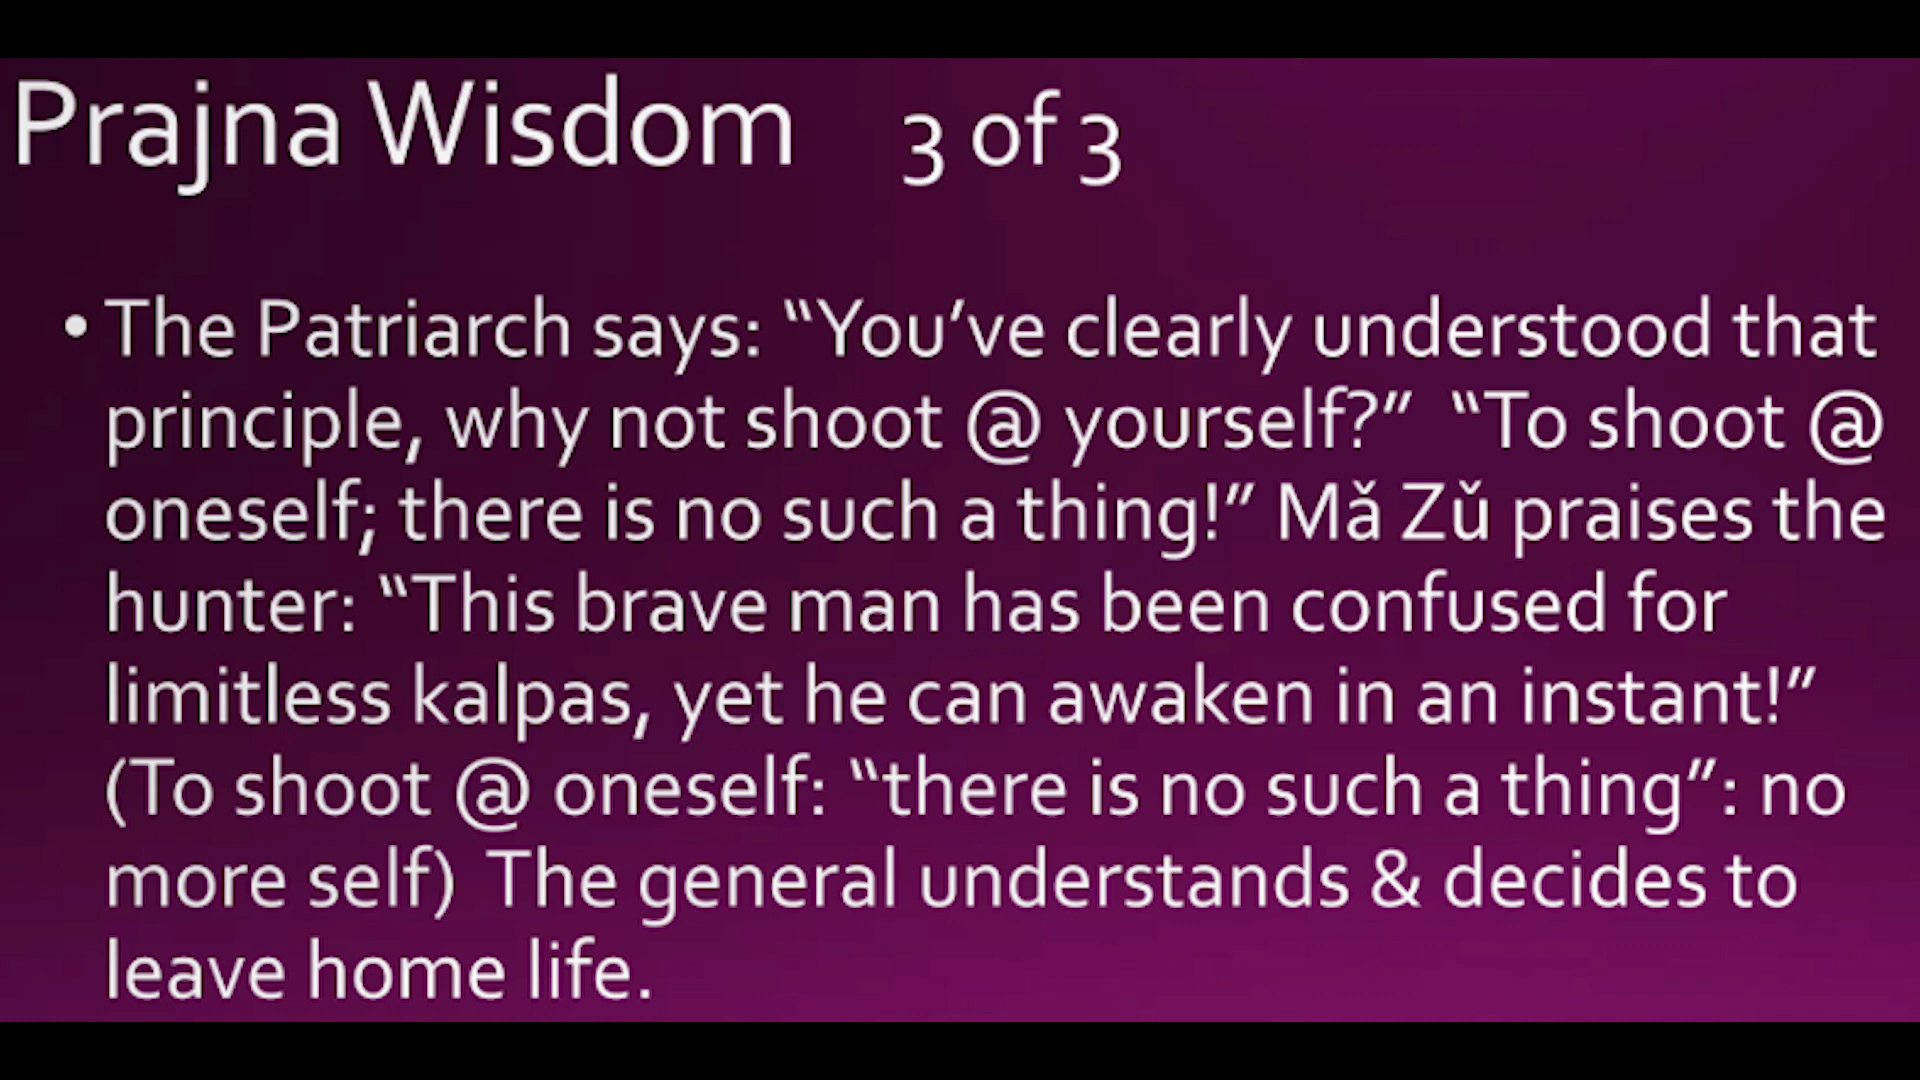 Prajna Wisdom 3 of 3
• The Patriarch says: “You’ve clearly understood that
principle, why not shoot @ yourself?” “To shoot @
oneself; there is no such a thing!” Mǎ Zǔ praises the
hunter: “This brave man has been confused for
limitless kalpas, yet he can awaken in an instant!”
(To shoot @ oneself: “there is no such a thing”: no
more self) The general understands & decides to
leave home life.